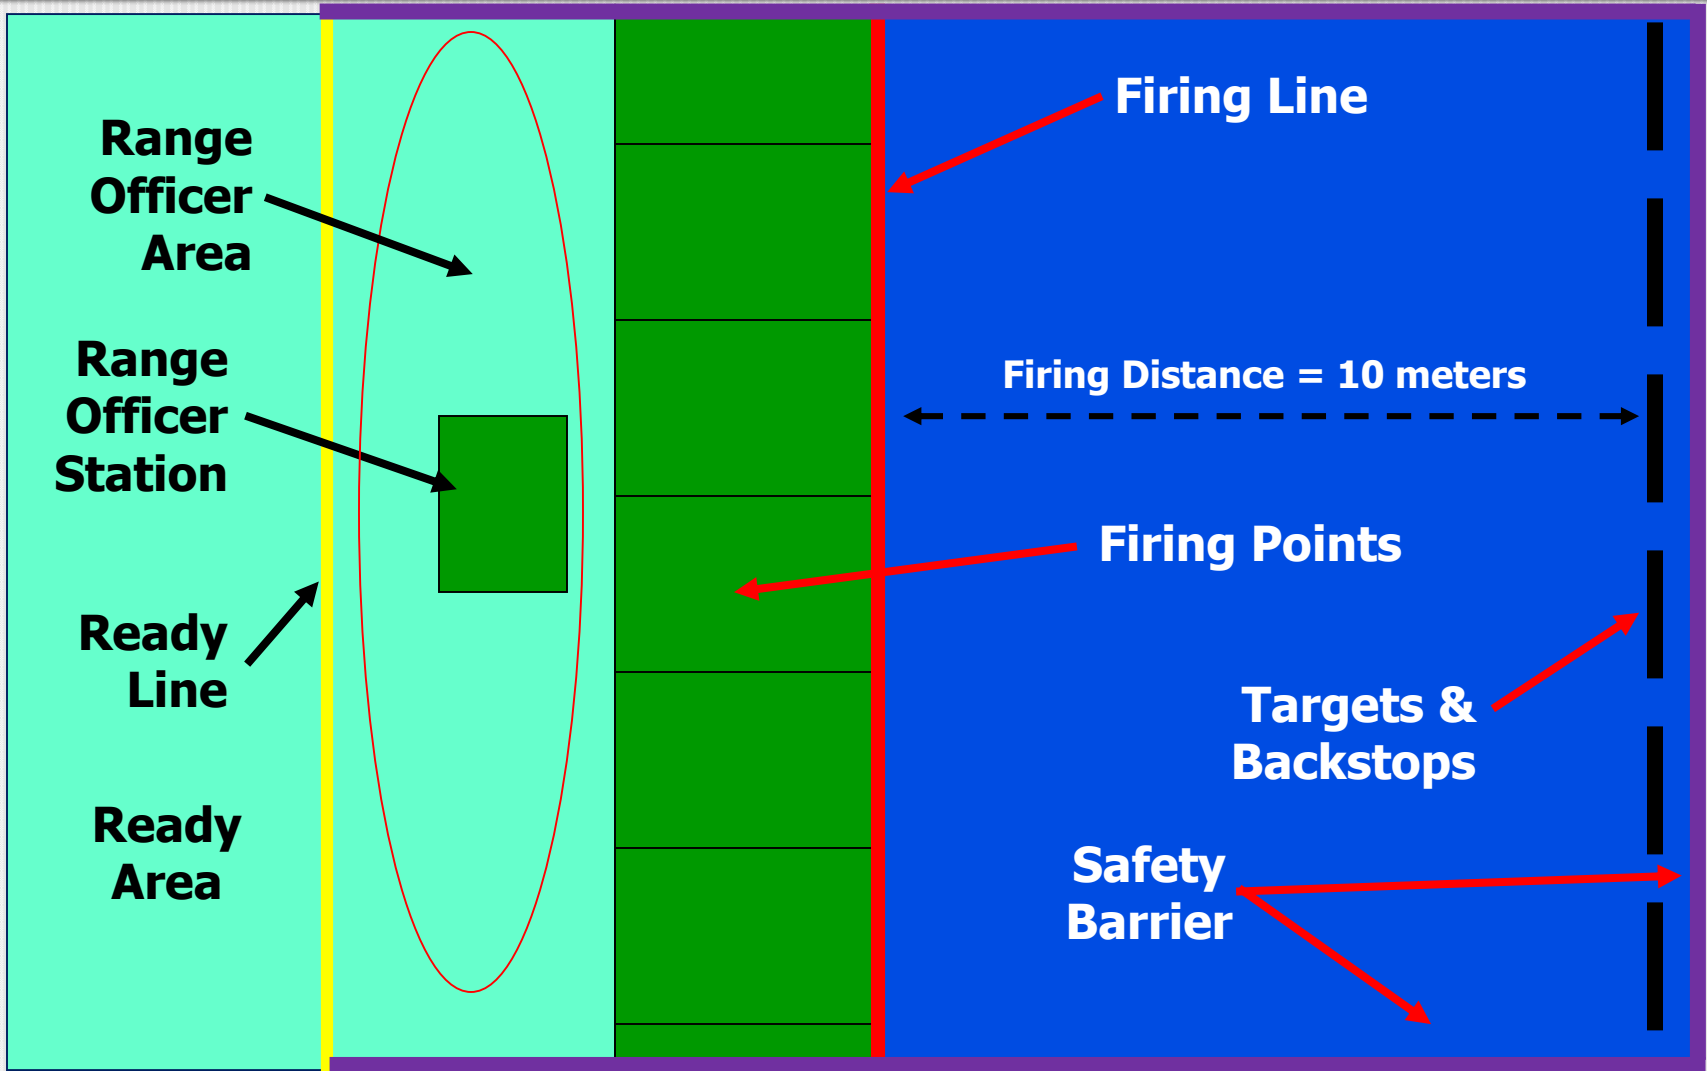 Range
Officer
Area
Range
Officer
Station
Ready
Line
Ready
Area
Firing Line
Firing Distance = 10 meters
Firing Points
Targets &
Backstops
Safety
Barrier